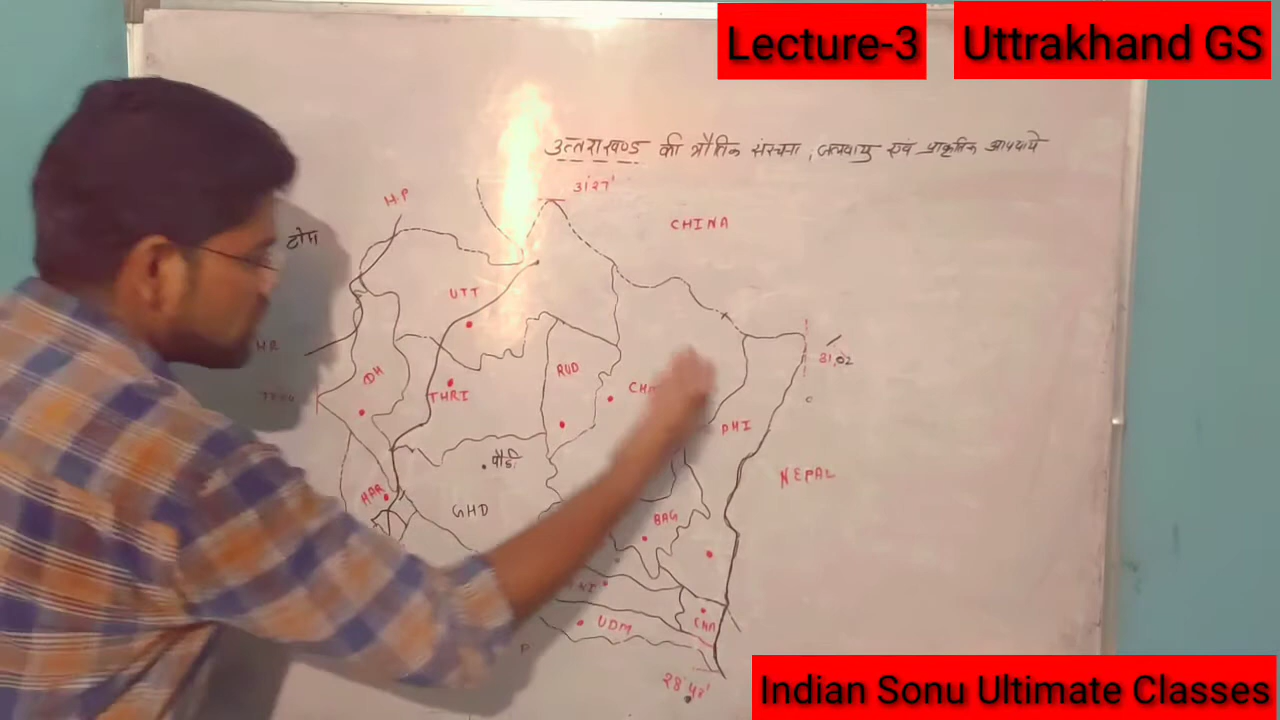 Lecture-3
Uttrakhand GS
उत्तराखण्ड की भौतिक संरचना, जलवायु एवं प्राकृतिक आपदाये
31°27'
H.P
CHINA
टोंस
UTT
HR
31,02
RUD
DH
THRI
PHI
पौड़ी
NEPAL
HAR
GHD
BAG
UDM
CHA
28°43'
Indian Sonu Ultimate Classes